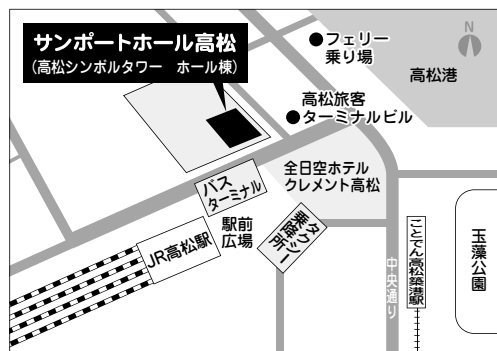 サンポートホール高松
(高松シンボルタワー　ホール棟)
●フェリー
乗り場
N
高松港
高松旅客
●ターミナルビル
全日空ホテル
クレメント高松
バス
ターミナル
駅前
広場
タクシー
乗降所
JR高松駅
中央通り
ことでん高松築港駅
玉藻公園